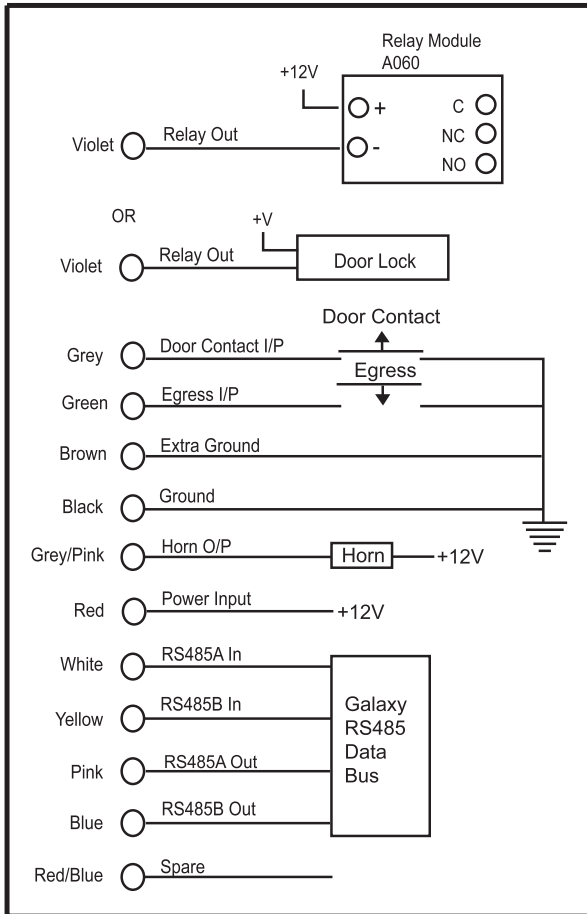 Relay Module
A060
+12V
+
C
NC
-
NO
Violet
Relay Out
OR
+V
Violet
Relay Out
Door Lock
Door Contact
Grey
Door Contact I/P
Egress
Green
Egress I/P
Brown
Extra Ground
Black
Ground
Grey/Pink
Horn O/P
Horn
+12V
Red
Power Input
+12V
White
RS485A In
Yellow
RS485B In
Galaxy
RS485
Data
Bus
Pink
RS485A Out
Blue
RS485B Out
Red/Blue
Spare